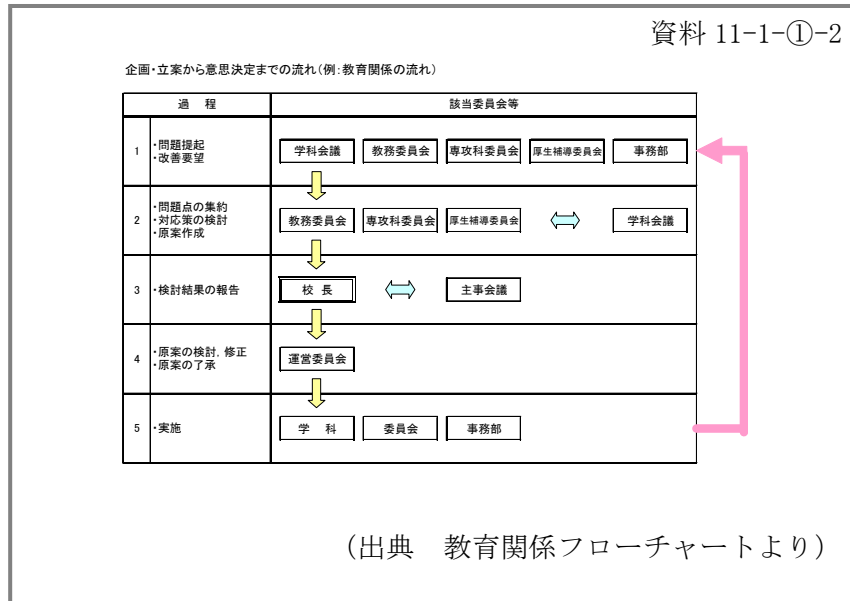 資料 11-1-①-2
企画・立案から意思決定までの流れ(例:教育関係の流れ)
過 程 該当委員会等
1 ・問題提起
・改善要望
学科会議 教務委員会 専攻科委員会 厚生補導委員会 事務部
2 ・問題点の集約
・対応策の検討
・原案作成
教務委員会 専攻科委員会 厚生補導委員会 学科会議
3 ・検討結果の報告 校 長 主事会議
4 ・原案の検討, 修正
・原案の了承
運営委員会
5 ・実施 学 科 委員会 事務部
(出典 教育関係フローチャートより)